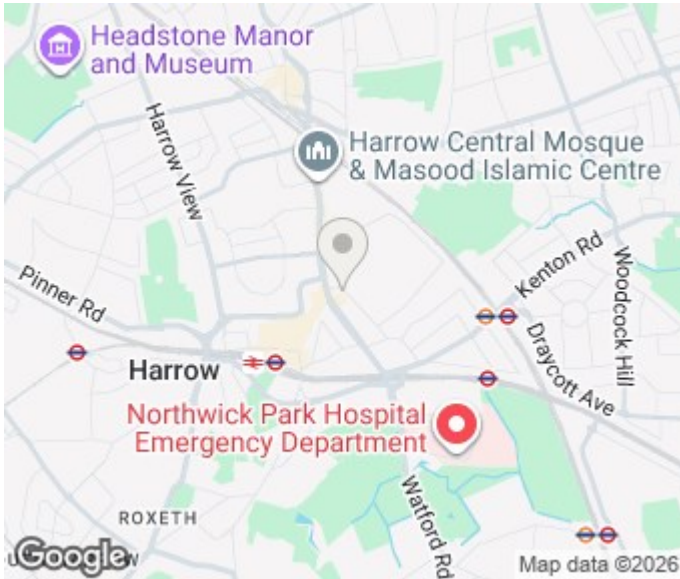 Headstone Manor
and Museum
Harrow View
Harrow Central Mosque
& Masood Islamic Centre
Kenton Rd
Woodcock Hill
Pinner Rd
Draycott Ave
Harrow
Northwick Park Hospital
Emergency Department
Watford Rd
ROXETH
Google
Map data ©2026